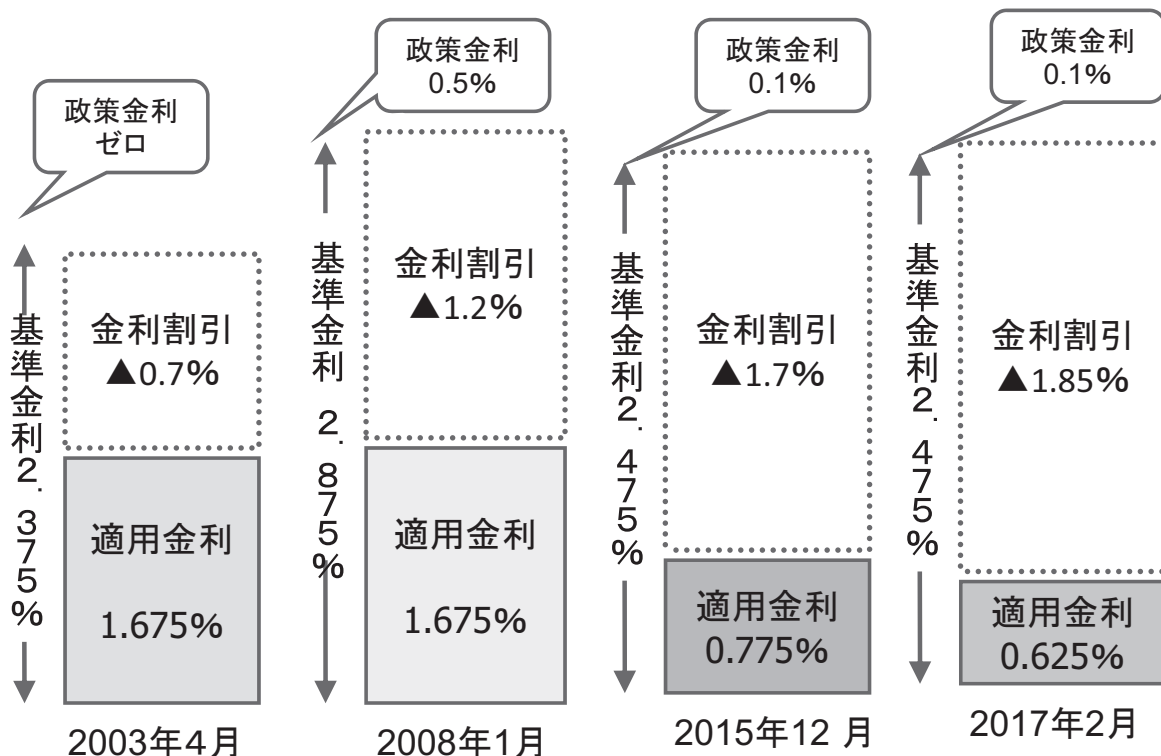 政策金利
ゼロ
基準金利2.375%
金利割引
▲0.7%
適用金利
1.675%
2003年4月
政策金利
0.5%
基準金利 2.875%
金利割引
▲1.2%
適用金利
1.675%
2008年1月
政策金利
0.1%
基準金利2.475%
金利割引
▲1.7%
適用金利
0.775%
2015年12 月
政策金利
0.1%
基準金利2.475%
金利割引
▲1.85%
適用金利
0.625%
2017年2月